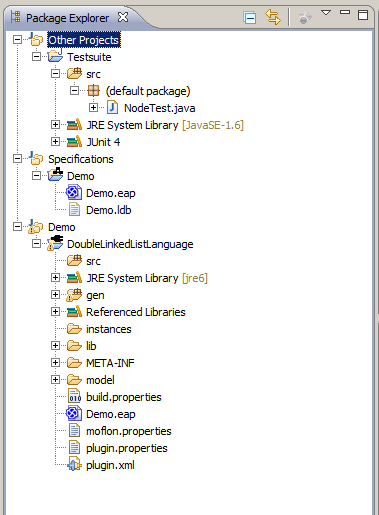 Package Explorer
Other Projects
Testsuite
src
(default package)
NodeTest.java
JRE System Library [JavaSE-1.6]
JUnit 4
Specifications
Demo
Demo.eap
Demo.ldb
Demo
DoubleLinkedListLanguage
src
JRE System Library [jre6]
gen
Referenced Libraries
instances
lib
META-INF
model
build.properties
Demo.eap
moflon.properties
plugin.properties
plugin.xml